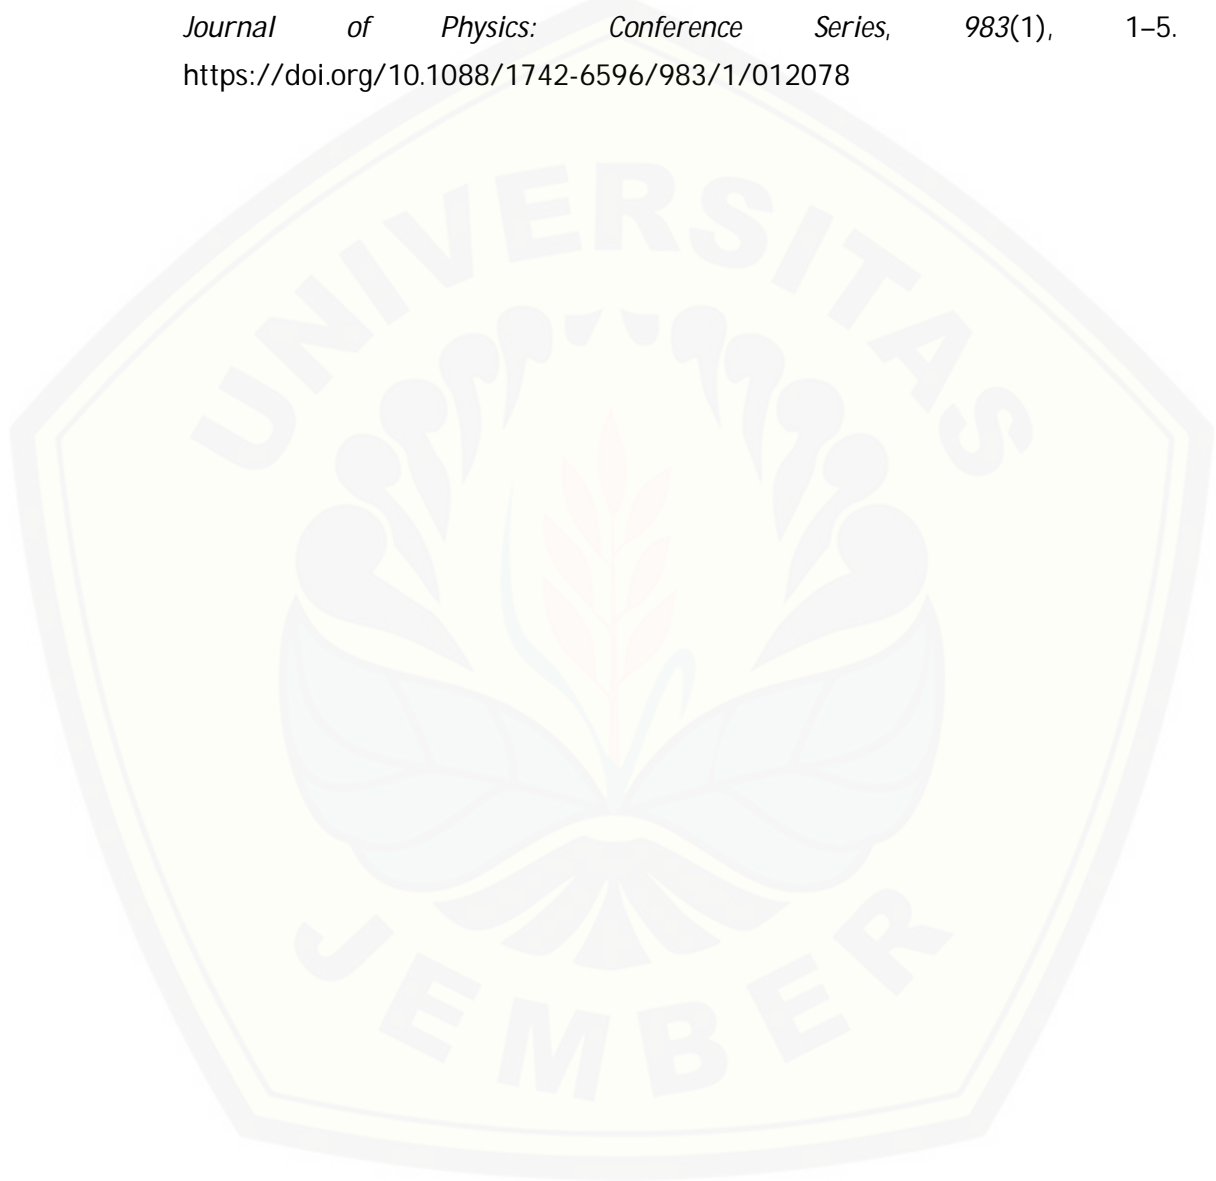 Journal of Physics: Conference Series, 983(1), 1–5.
https://doi.org/10.1088/1742-6596/983/1/012078
UNIVERSITAS
JEMBER